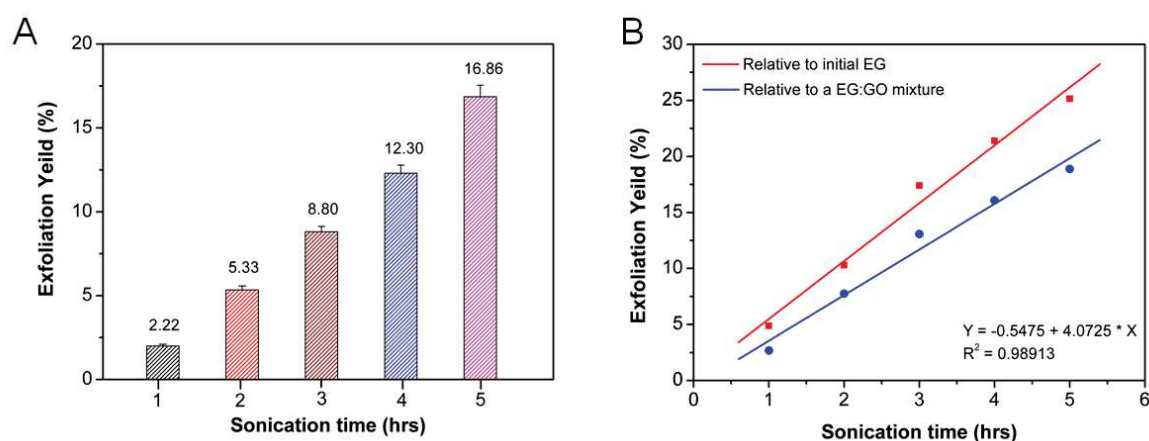 A
Exfoliation Yeild (%)
20
15
10
5
0
2.22
5.33
8.80
12.30
16.86
1 2 3 4 5
Sonication time (hrs)
B
Exfoliation Yeild (%)
30
25
20
15
10
5
0
Relative to initial EG
Relative to a EG:GO mixture
Y = -0.5475 + 4.0725 * X
R² = 0.98913
1 2 3 4 5 6
Sonication time (hrs)